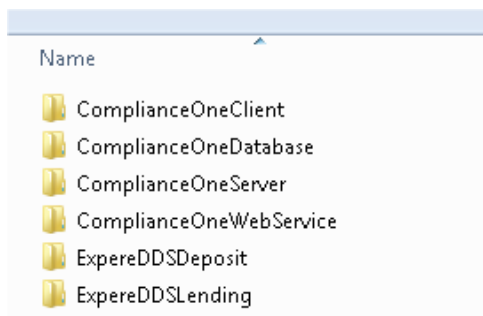 Name
ComplianceOneClient
ComplianceOneDatabase
ComplianceOneServer
ComplianceOneWebService
ExpereDDSDeposit
ExpereDDSLending